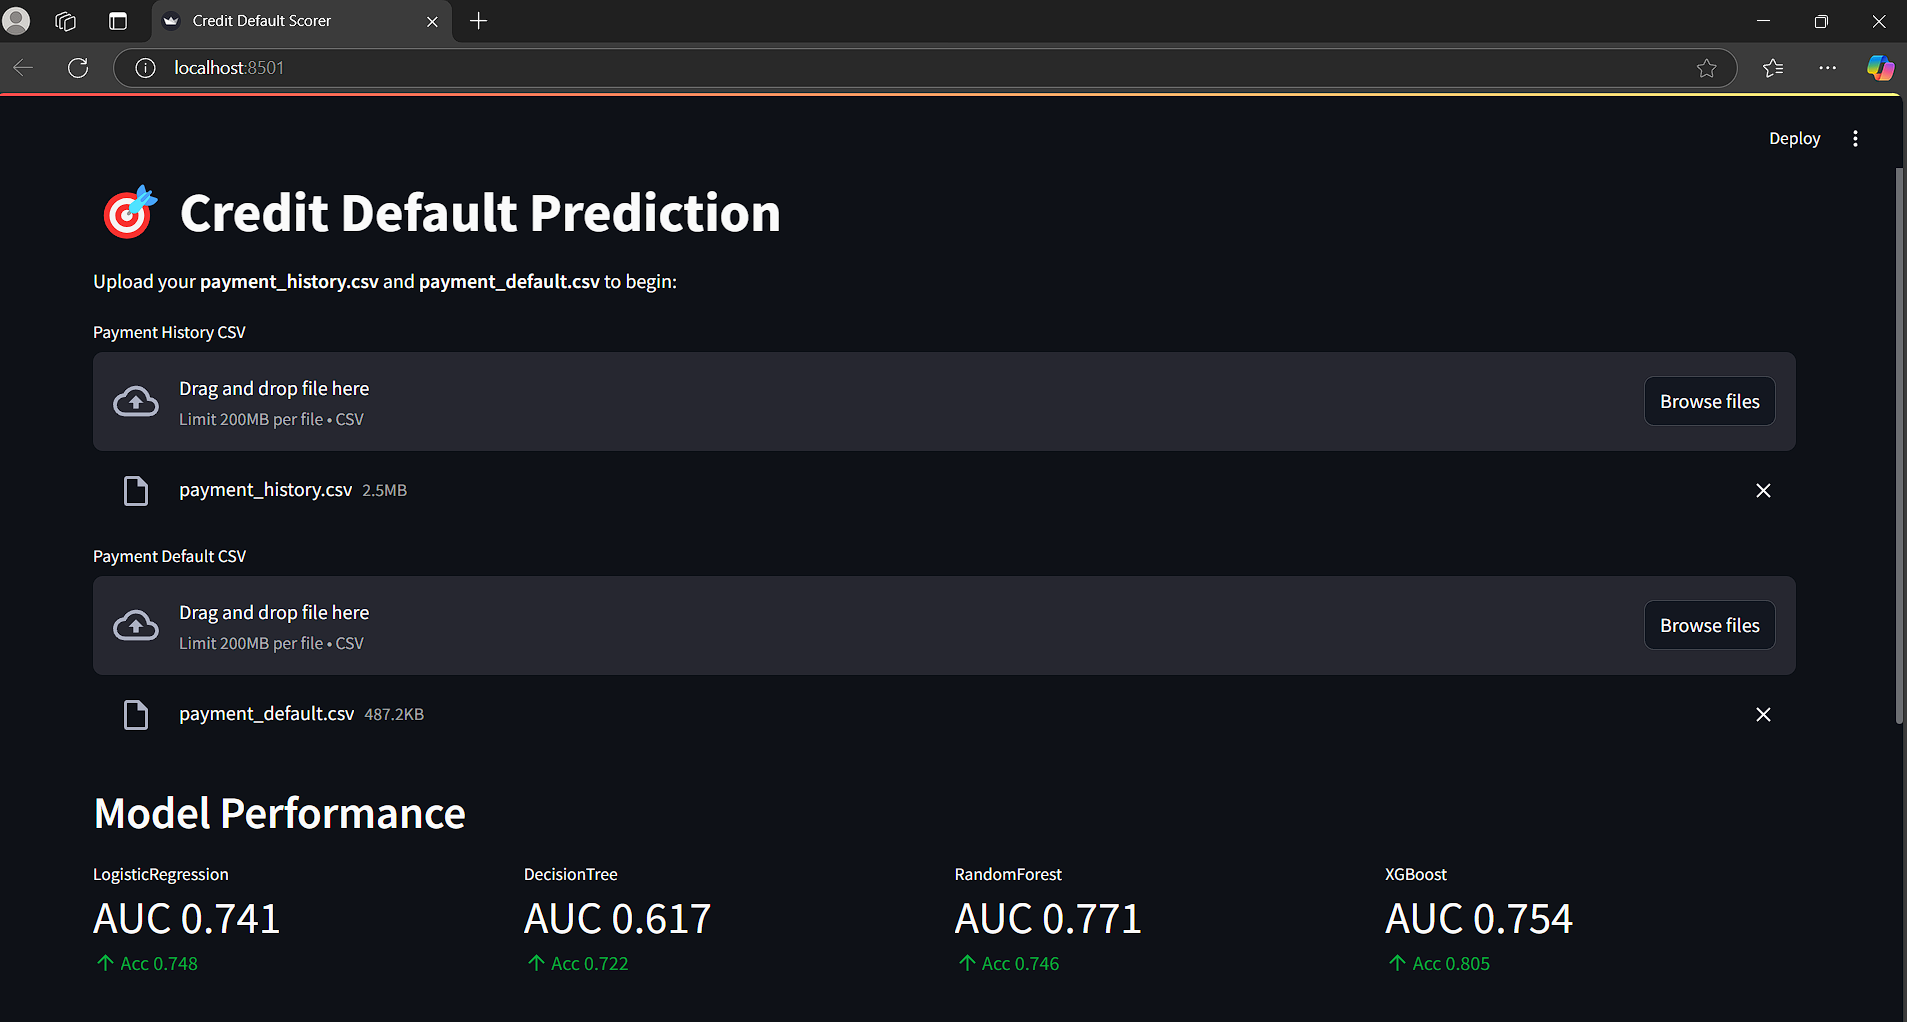 Credit Default Scorer
localhost:8501
Deploy
Credit Default Prediction
Upload your payment_history.csv and payment_default.csv to begin:
Payment History CSV
Drag and drop file here
Limit 200MB per file • CSV
Browse files
payment_history.csv 2.5MB
Payment Default CSV
Drag and drop file here
Limit 200MB per file • CSV
Browse files
payment_default.csv 487.2KB
Model Performance
LogisticRegression
AUC 0.741
↑ Acc 0.748
DecisionTree
AUC 0.617
↑ Acc 0.722
RandomForest
AUC 0.771
↑ Acc 0.746
XGBoost
AUC 0.754
↑ Acc 0.805